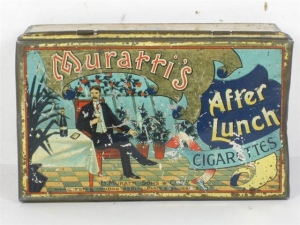 Muratti's
After
Lunch
CIGARETTES